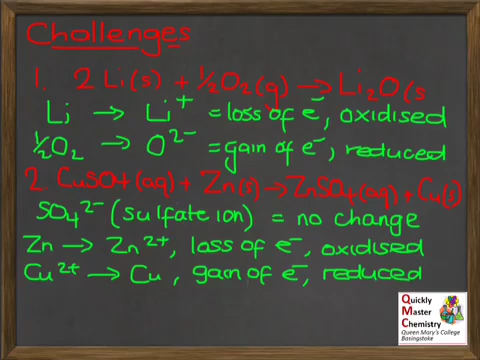 Challenges
1. 2Li(s) + ½O₂(g) → Li₂O(s
Li → Li⁺ = loss of e⁻, oxidised
½O₂ → O²⁻ = gain of e⁻, reduced
2. CuSO4(aq) + Zn(s) → ZnSO4(aq) + Cu(s)
SO₄²⁻ (sulfate ion) = no change
Zn → Zn²⁺, loss of e⁻, oxidised
Cu²⁺ → Cu, gain of e⁻, reduced
Quickly
Master
Chemistry
Queen Mary's College
Basingstoke